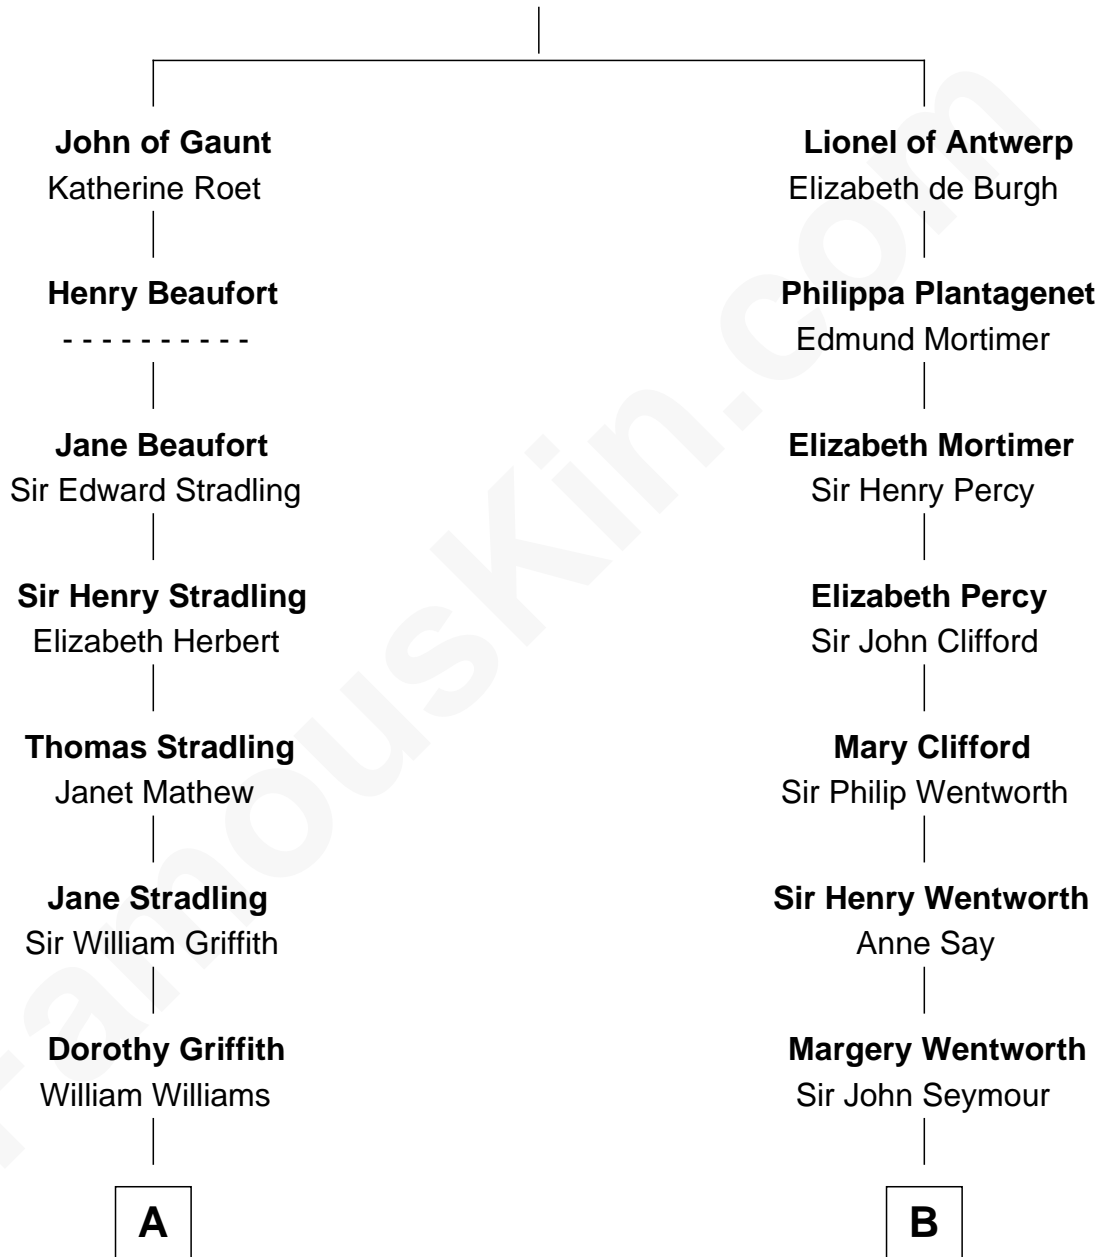 John of Gaunt
Katherine Roet
Henry Beaufort
- - - - - - - - - -
Jane Beaufort
Sir Edward Stradling
Sir Henry Stradling
Elizabeth Herbert
Thomas Stradling
Janet Mathew
Jane Stradling
Sir William Griffith
Dorothy Griffith
William Williams
A
Lionel of Antwerp
Elizabeth de Burgh
Philippa Plantagenet
Edmund Mortimer
Elizabeth Mortimer
Sir Henry Percy
Elizabeth Percy
Sir John Clifford
Mary Clifford
Sir Philip Wentworth
Sir Henry Wentworth
Anne Say
Margery Wentworth
Sir John Seymour
B
FamousKin.com